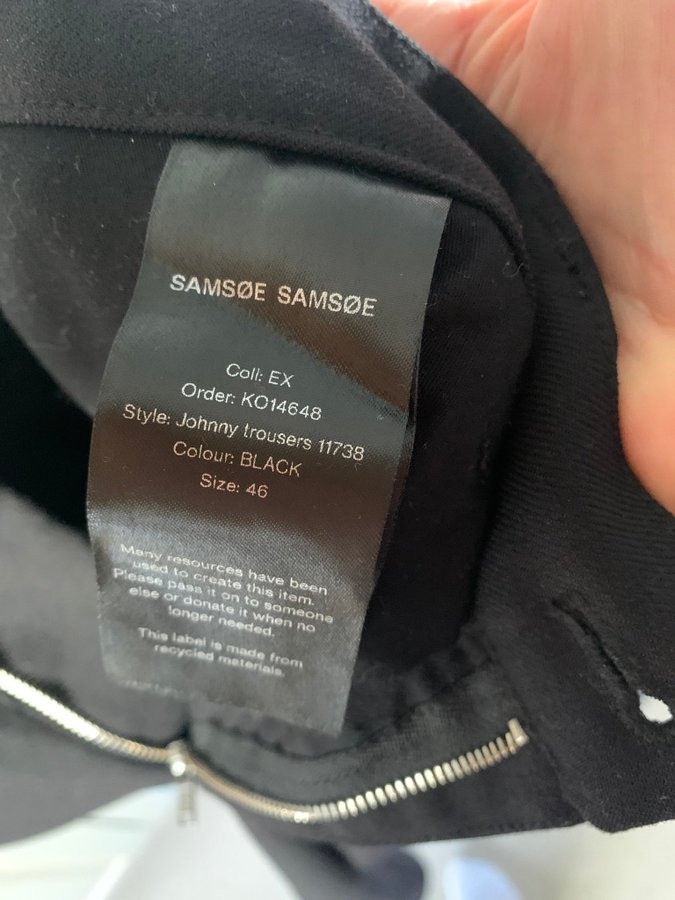 SAMSØE SAMSØE
Coll: EX
Order: KO14648
Style: Johnny trousers 11738
Colour: BLACK
Size: 46
Many resources have been
used to create this item.
Please pass it on to someone
else or donate it when no
longer needed.
This label is made from
recycled materials.